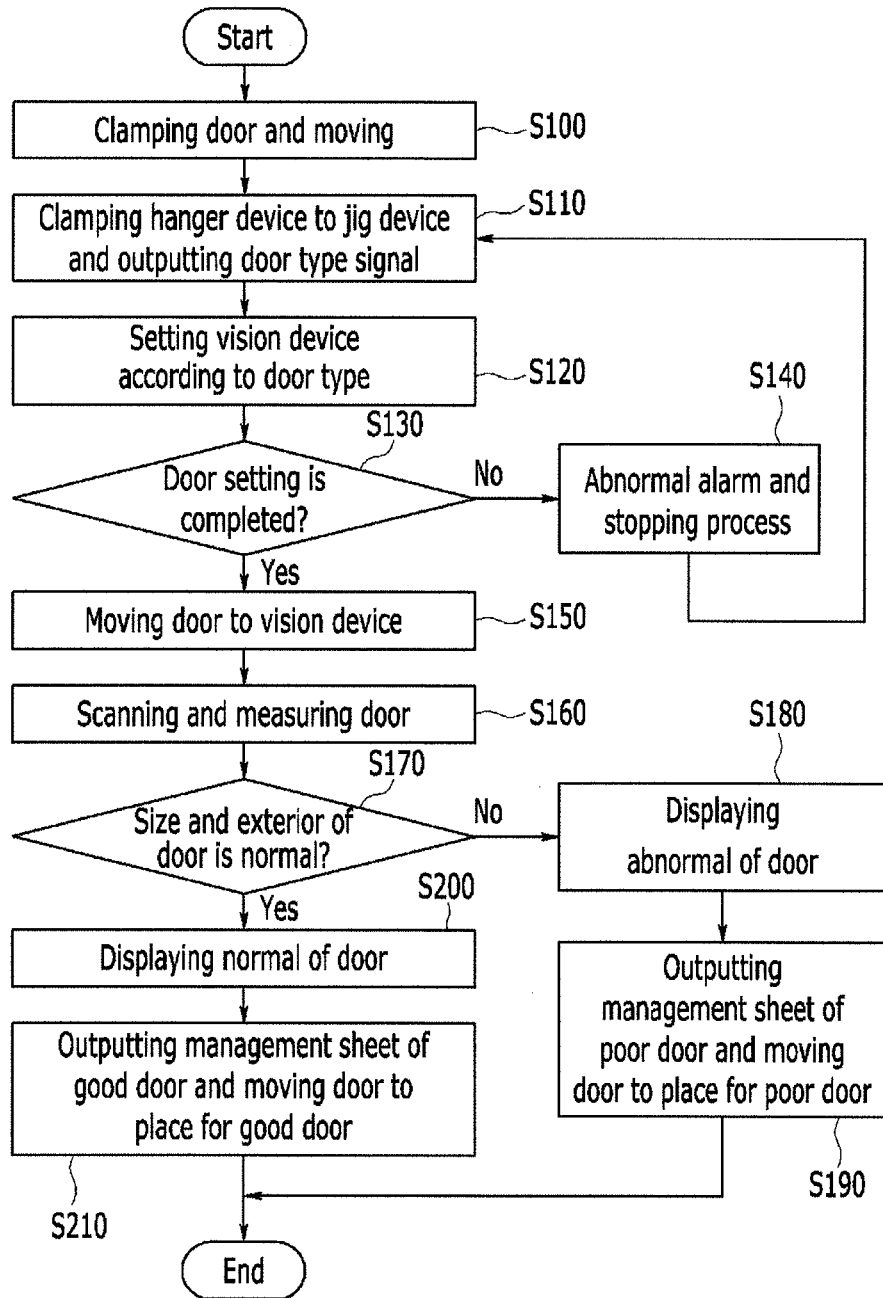 Start
Clamping door and moving
S100
Clamping hanger device to jig device
and outputting door type signal
S110
Setting vision device
according to door type
S120
S130
Door setting is
completed?
No
Yes
S140
Abnormal alarm and
stopping process
Moving door to vision device
S150
Scanning and measuring door
S160
S170
Size and exterior of
door is normal?
No
Yes
S180
Displaying
abnormal of door
S200
Displaying normal of door
Outputting
management sheet of
poor door and moving
door to place for poor door
S190
Outputting management sheet of
good door and moving door to
place for good door
S210
End